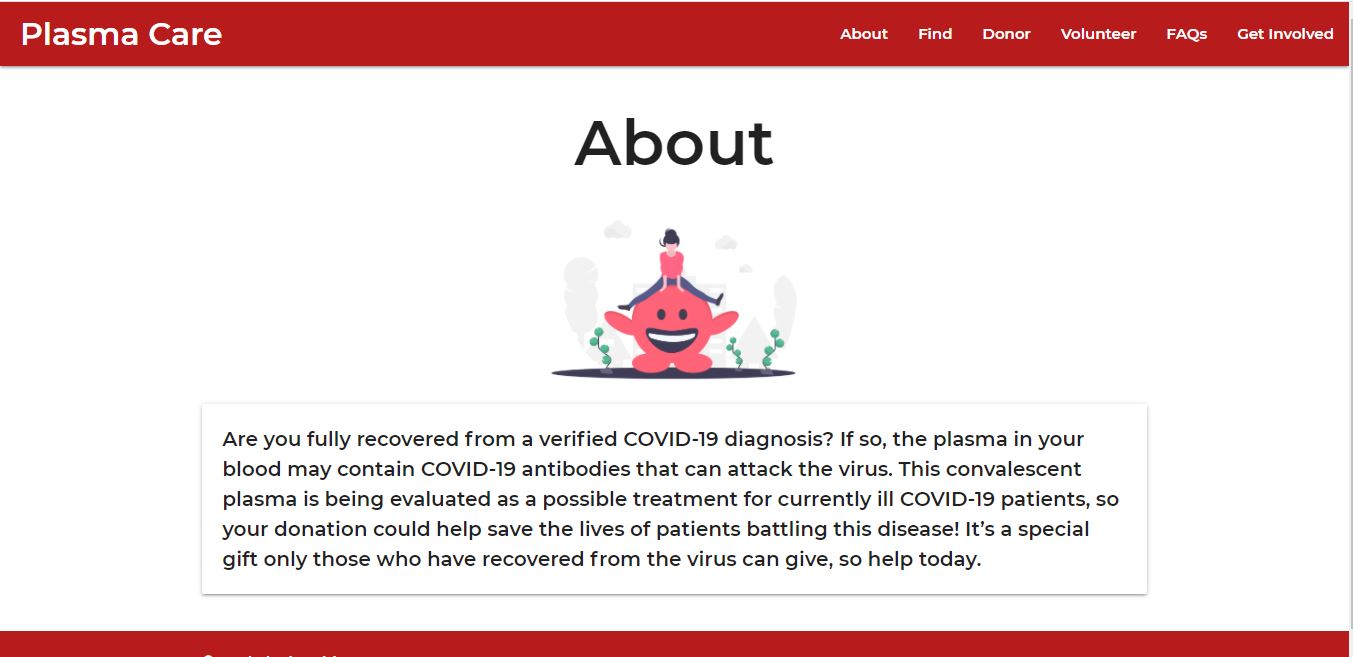 Plasma Care
About Find Donor Volunteer FAQs Get Involved
About
Are you fully recovered from a verified COVID-19 diagnosis? If so, the plasma in your
blood may contain COVID-19 antibodies that can attack the virus. This convalescent
plasma is being evaluated as a possible treatment for currently ill COVID-19 patients, so
your donation could help save the lives of patients battling this disease! It’s a special
gift only those who have recovered from the virus can give, so help today.